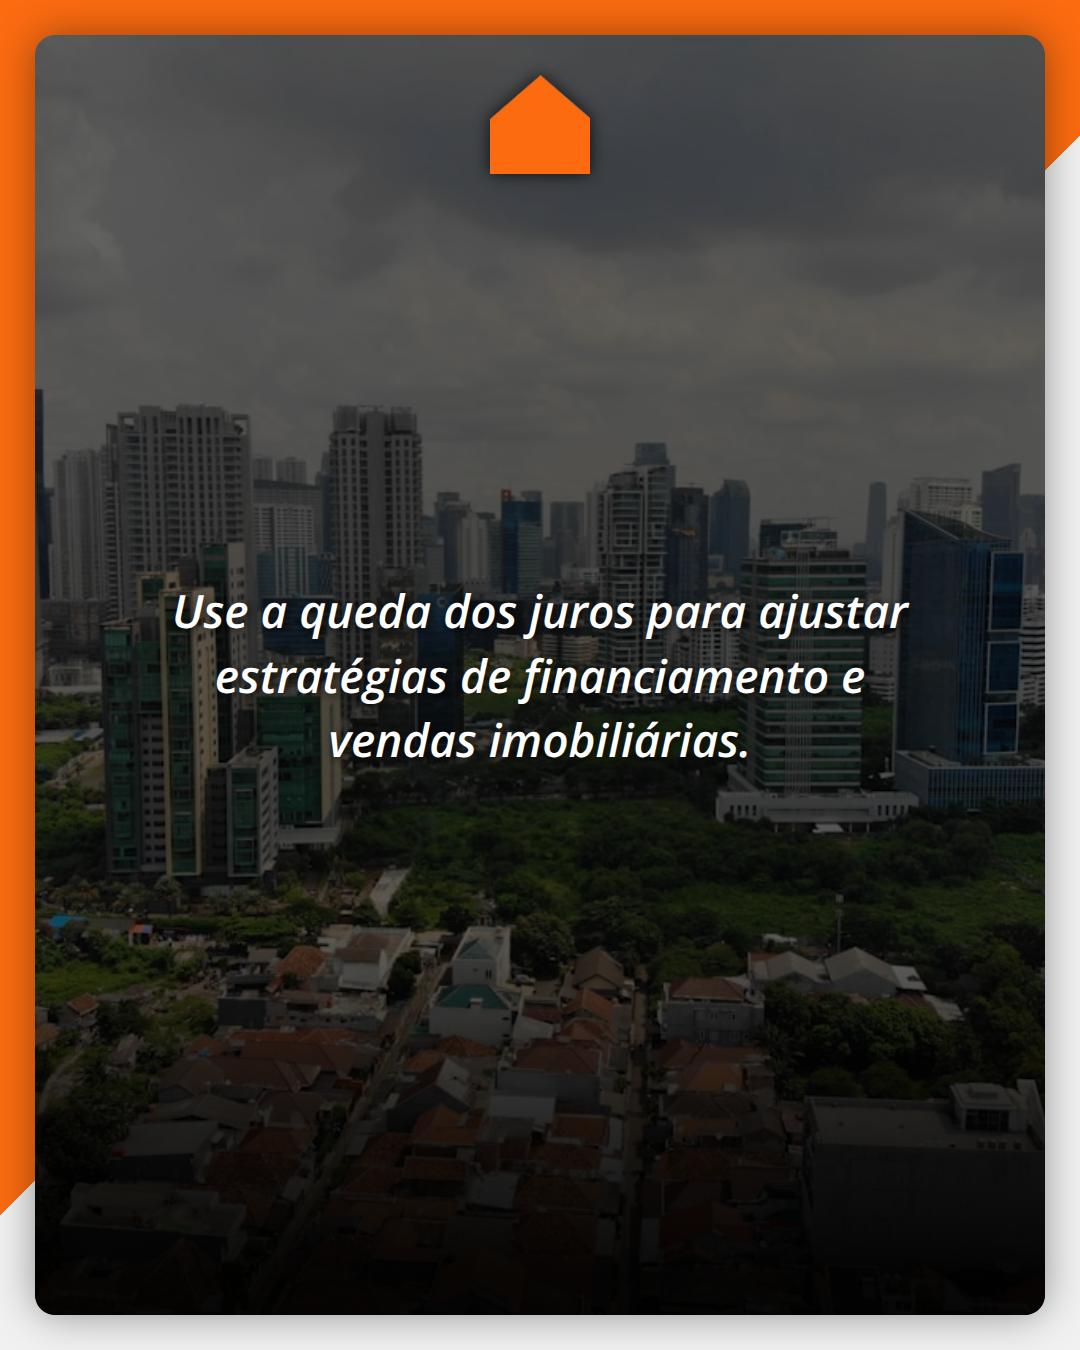 Use a queda dos juros para ajustar
estratégias de financiamento e
vendas imobiliárias.